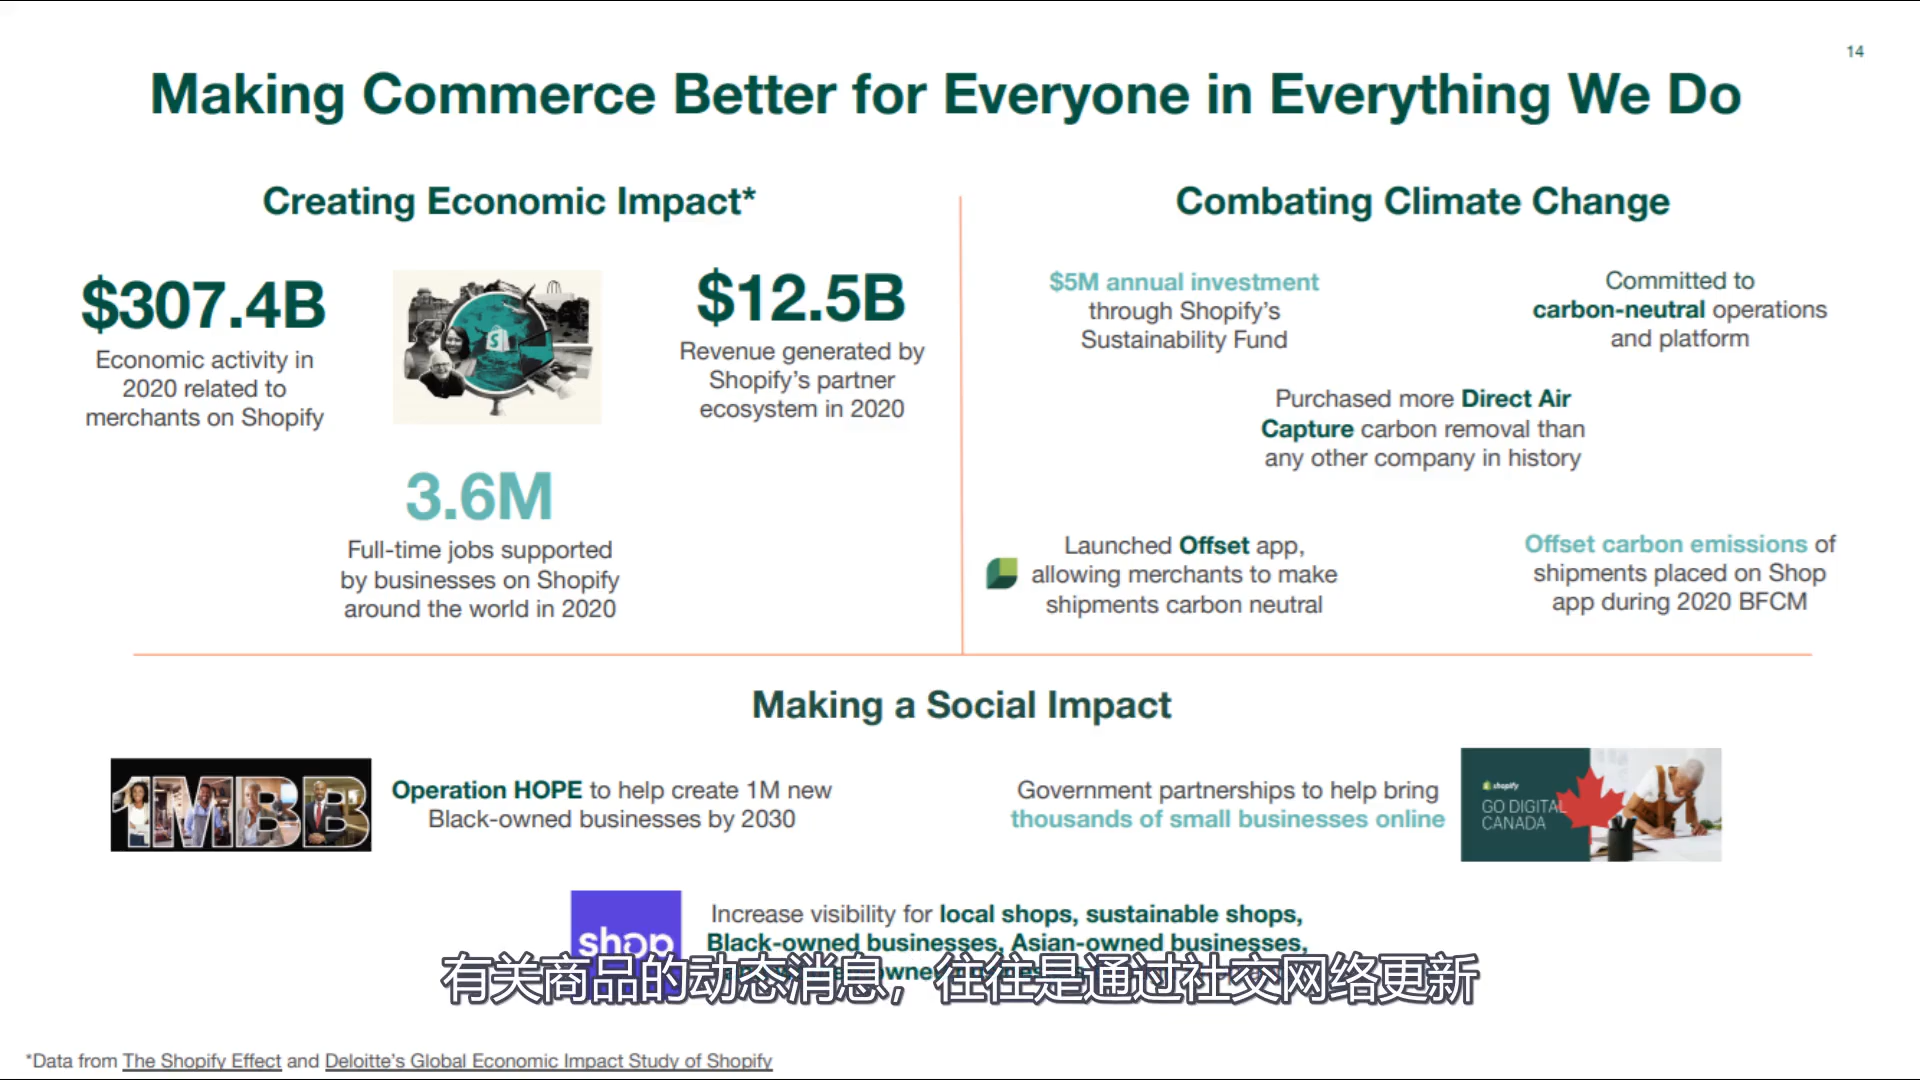 14
Making Commerce Better for Everyone in Everything We Do
Creating Economic Impact*
$307.4B
Economic activity in
2020 related to
merchants on Shopify
$12.5B
Revenue generated by
Shopify's partner
ecosystem in 2020
3.6M
Full-time jobs supported
by businesses on Shopify
around the world in 2020
Combating Climate Change
$5M annual investment
through Shopify's
Sustainability Fund
Committed to
carbon-neutral operations
and platform
Purchased more Direct Air
Capture carbon removal than
any other company in history
Launched Offset app,
allowing merchants to make
shipments carbon neutral
Offset carbon emissions of
shipments placed on Shop
app during 2020 BFCM
Making a Social Impact
1MBB
Operation HOPE to help create 1M new
Black-owned businesses by 2030
Government partnerships to help bring
thousands of small businesses online
shopify
GO DIGITAL
CANADA
shop
Increase visibility for local shops, sustainable shops,
Black-owned businesses, Asian-owned businesses,
有关商品的动态消息，往往是通过社交网络更新
*Data from The Shopify Effect and Deloitte's Global Economic Impact Study of Shopify